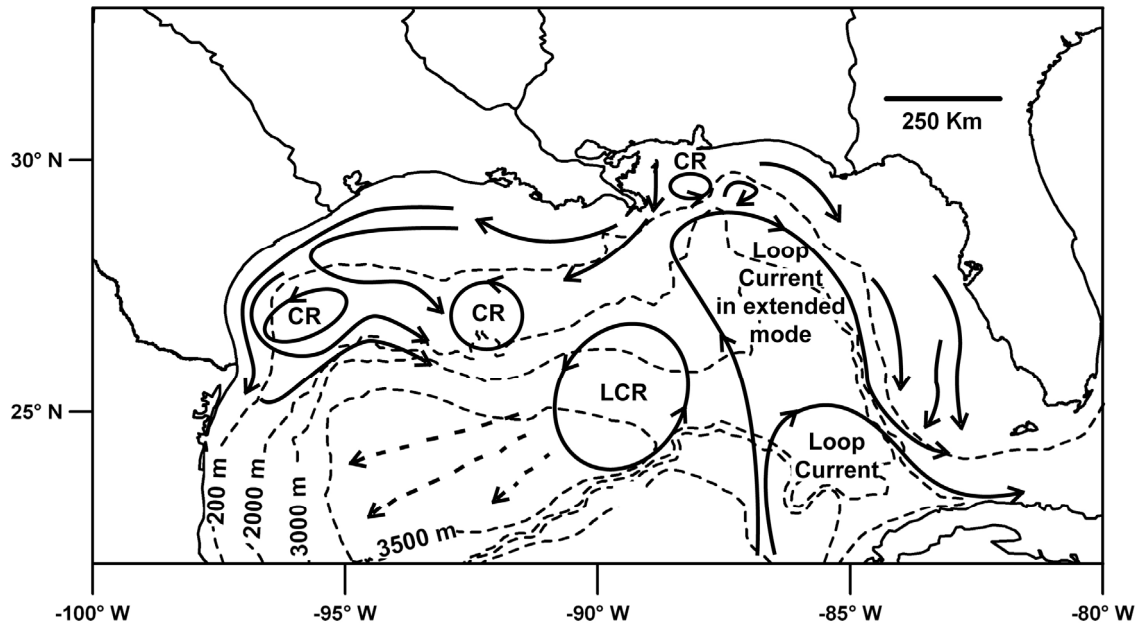 250 Km
30° N
CR
Loop
Current
in extended
mode
CR
CR
LCR
25° N
Loop
Current
200 m
2000 m
3000 m
3500 m
-100° W
-95° W
-90° W
-85° W
-80° W